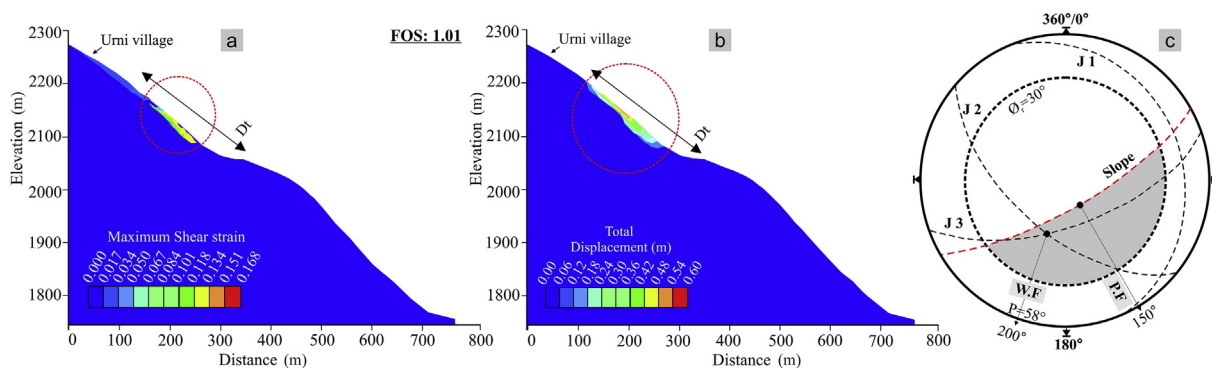 2300
Urni village
a
FOS: 1.01
2200
2100
2000
1900
1800
Elevation (m)
Dt
Maximum Shear strain
0.000
0.017
0.034
0.050
0.067
0.084
0.101
0.118
0.134
0.151
0.168
0 100 200 300 400 500 600 700 800
Distance (m)
2300
Urni village
b
2200
2100
2000
1900
1800
Elevation (m)
Dt
Total
Displacement (m)
0.00
0.06
0.12
0.18
0.24
0.30
0.36
0.42
0.48
0.54
0.60
0 100 200 300 400 500 600 700 800
Distance (m)
360°/0°
c
J 1
J 2
Øᵣ=30°
Slope
J 3
W.F
P.F
P=58°
200°
150°
180°